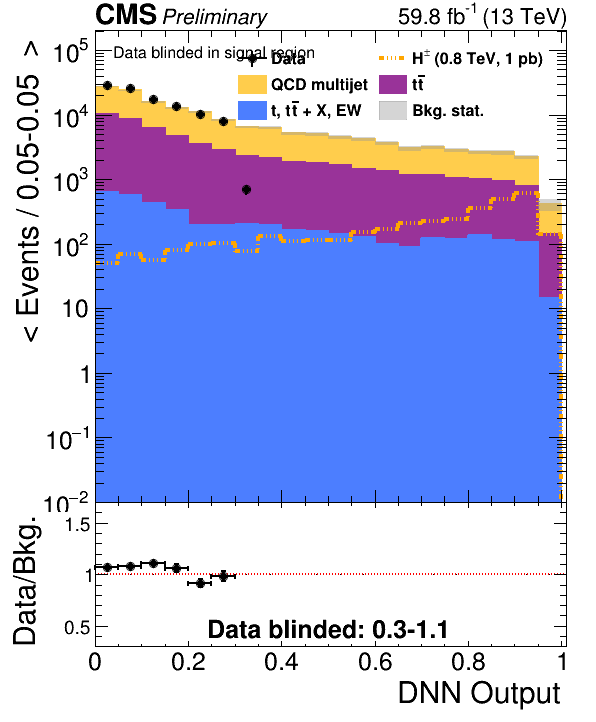 CMS Preliminary 59.8 fb⁻¹ (13 TeV)
Data blinded in signal region
Data
H± (0.8 TeV, 1 pb)
QCD multijet
tt̅
t, tt̅ + X, EW
Bkg. stat.
< Events / 0.05-0.05 >
10⁵
10⁴
10³
10²
10
1
10⁻¹
10⁻²
Data/Bkg.
1.5
1
0.5
Data blinded: 0.3-1.1
0 0.2 0.4 0.6 0.8 1
DNN Output